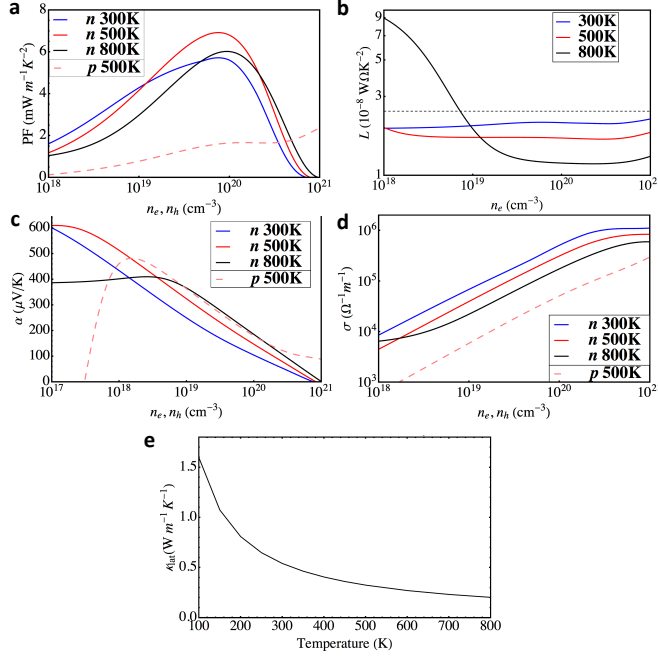 a
PF (mW m⁻¹K⁻²)
8
6
4
2
0
n 300K
n 500K
n 800K
p 500K
10¹⁸
10¹⁹
10²⁰
10²¹
nₑ, nₕ (cm⁻³)
b
L (10⁻⁸ WΩK⁻²)
9
7
5
3
1
300K
500K
800K
10¹⁸
10¹⁹
10²⁰
10²
nₑ (cm⁻³)
c
α (μV/K)
600
500
400
300
200
100
0
n 300K
n 500K
n 800K
p 500K
10¹⁷
10¹⁸
10¹⁹
10²⁰
10²¹
nₑ, nₕ (cm⁻³)
d
σ (Ω⁻¹m⁻¹)
10⁶
10⁵
10⁴
10³
n 300K
n 500K
n 800K
p 500K
10¹⁸
10¹⁹
10²⁰
10²¹
nₑ, nₕ (cm⁻³)
e
κlat(W m⁻¹ K⁻¹)
1.5
1.0
0.5
0.0
100 200 300 400 500 600 700 800
Temperature (K)